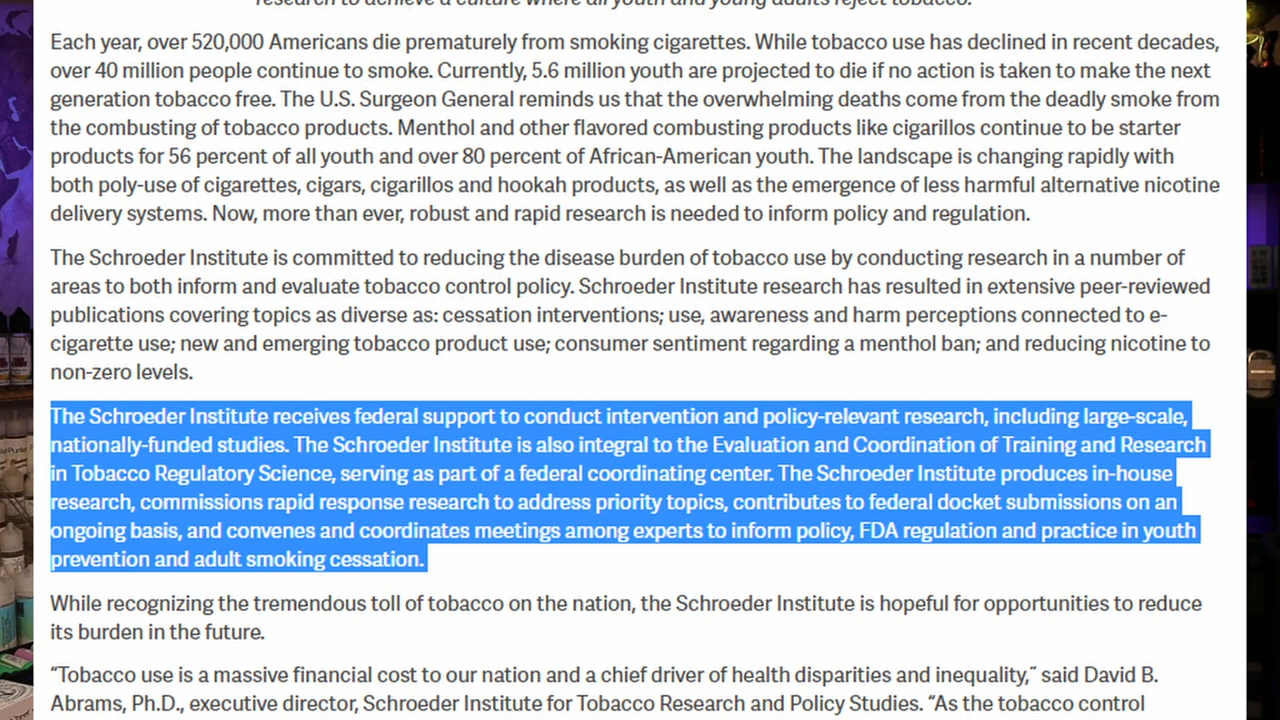 research to achieve a culture where all youth and young adults reject tobacco.
Each year, over 520,000 Americans die prematurely from smoking cigarettes. While tobacco use has declined in recent decades,
over 40 million people continue to smoke. Currently, 5.6 million youth are projected to die if no action is taken to make the next
generation tobacco free. The U.S. Surgeon General reminds us that the overwhelming deaths come from the deadly smoke from
the combusting of tobacco products. Menthol and other flavored combusting products like cigarillos continue to be starter
products for 56 percent of all youth and over 80 percent of African-American youth. The landscape is changing rapidly with
both poly-use of cigarettes, cigars, cigarillos and hookah products, as well as the emergence of less harmful alternative nicotine
delivery systems. Now, more than ever, robust and rapid research is needed to inform policy and regulation.
The Schroeder Institute is committed to reducing the disease burden of tobacco use by conducting research in a number of
areas to both inform and evaluate tobacco control policy. Schroeder Institute research has resulted in extensive peer-reviewed
publications covering topics as diverse as: cessation interventions; use, awareness and harm perceptions connected to e-
cigarette use; new and emerging tobacco product use; consumer sentiment regarding a menthol ban; and reducing nicotine to
non-zero levels.
The Schroeder Institute receives federal support to conduct intervention and policy-relevant research, including large-scale,
nationally-funded studies. The Schroeder Institute is also integral to the Evaluation and Coordination of Training and Research
in Tobacco Regulatory Science, serving as part of a federal coordinating center. The Schroeder Institute produces in-house
research, commissions rapid response research to address priority topics, contributes to federal docket submissions on an
ongoing basis, and convenes and coordinates meetings among experts to inform policy, FDA regulation and practice in youth
prevention and adult smoking cessation.
While recognizing the tremendous toll of tobacco on the nation, the Schroeder Institute is hopeful for opportunities to reduce
its burden in the future.
“Tobacco use is a massive financial cost to our nation and a chief driver of health disparities and inequality,” said David B.
Abrams, Ph.D., executive director, Schroeder Institute for Tobacco Research and Policy Studies. “As the tobacco control